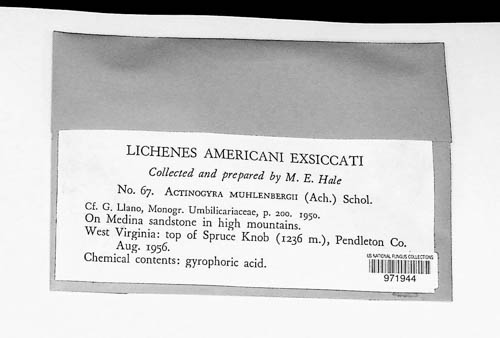 LICHENES AMERICANI EXSICCATI
Collected and prepared by M. E. Hale
No. 67. ACTINOGYRA MUHLENBERGII (Ach.) Schol.
Cf. G. Llano, Monogr. Umbilicariaceae, p. 200. 1950.
On Medina sandstone in high mountains.
West Virginia: top of Spruce Knob (1236 m.), Pendleton Co.
Aug. 1956.
Chemical contents: gyrophoric acid.
US NATIONAL FUNGUS COLLECTIONS
971944